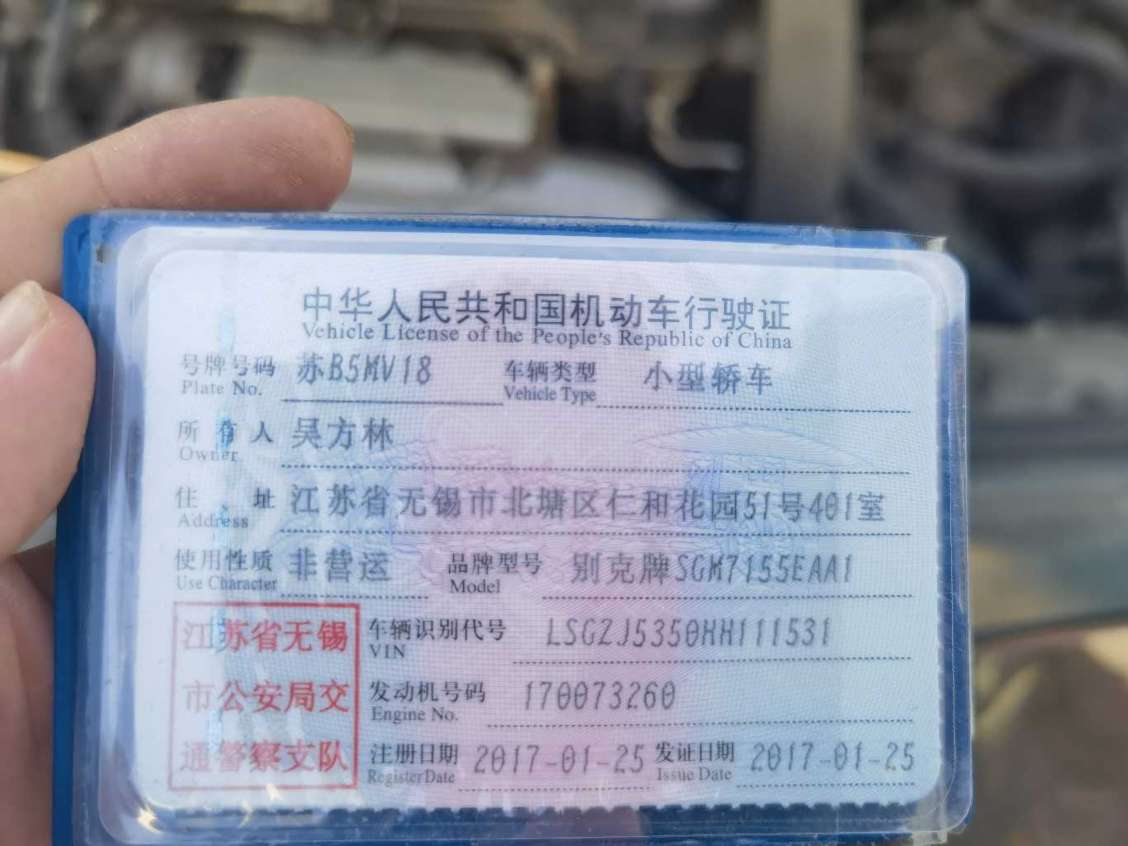 中华人民共和国机动车行驶证
Vehicle License of the People's Republic of China
号牌号码 苏B5MV18 车辆类型 小型轿车
Plate No. Vehicle Type
所有人 吴方林
Owner
住址 江苏省无锡市北塘区仁和花园51号401室
Address
使用性质 非营运 品牌型号 别克牌SGM7155EAA1
Use Character Model
江苏省无锡 车辆识别代号 LSGZJ5350HH111531
VIN
市公安局交 发动机号码 170073260
Engine No.
通警察支队 注册日期 2017-01-25 发证日期 2017-01-25
Register Date Issue Date